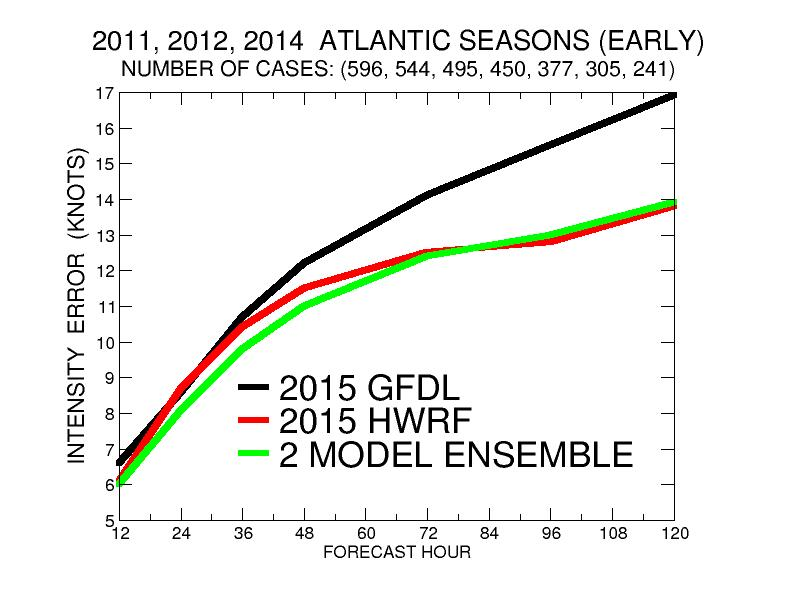 2011, 2012, 2014 ATLANTIC SEASONS (EARLY)
NUMBER OF CASES: (596, 544, 495, 450, 377, 305, 241)
INTENSITY ERROR (KNOTS)
17
16
15
14
13
12
11
10
9
8
7
6
5
2015 GFDL
2015 HWRF
2 MODEL ENSEMBLE
12 24 36 48 60 72 84 96 108 120
FORECAST HOUR